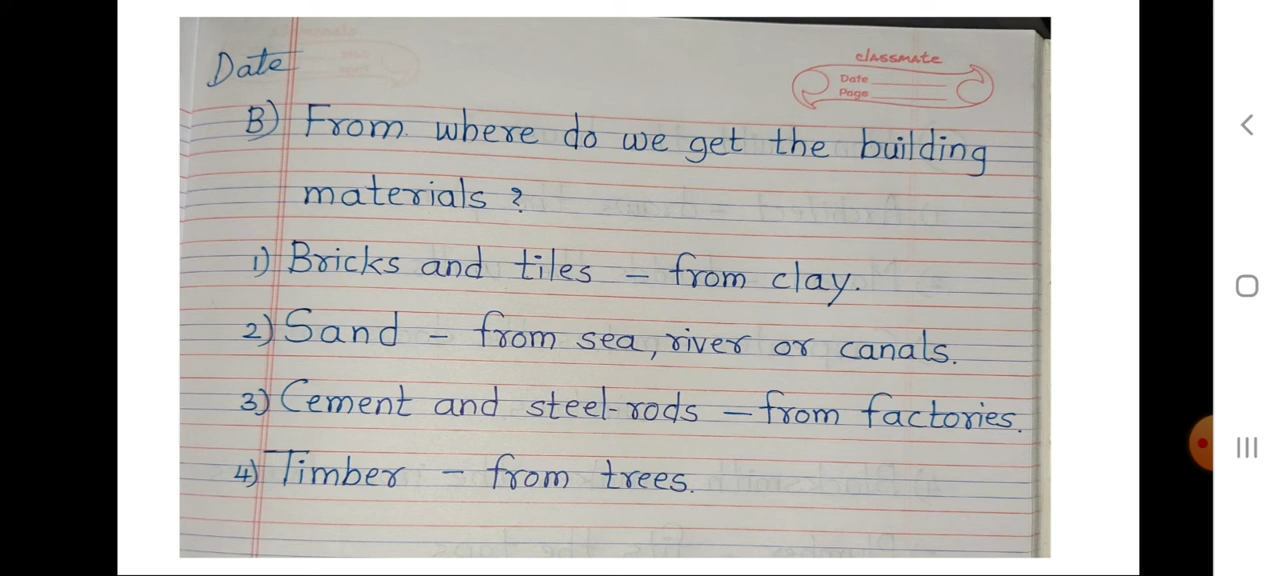 classmate
Date
Page
Date
B) From where do we get the building
materials ?
1) Bricks and tiles – from clay.
2) Sand – from sea, river or canals.
3) Cement and steel-rods – from factories.
4) Timber – from trees.